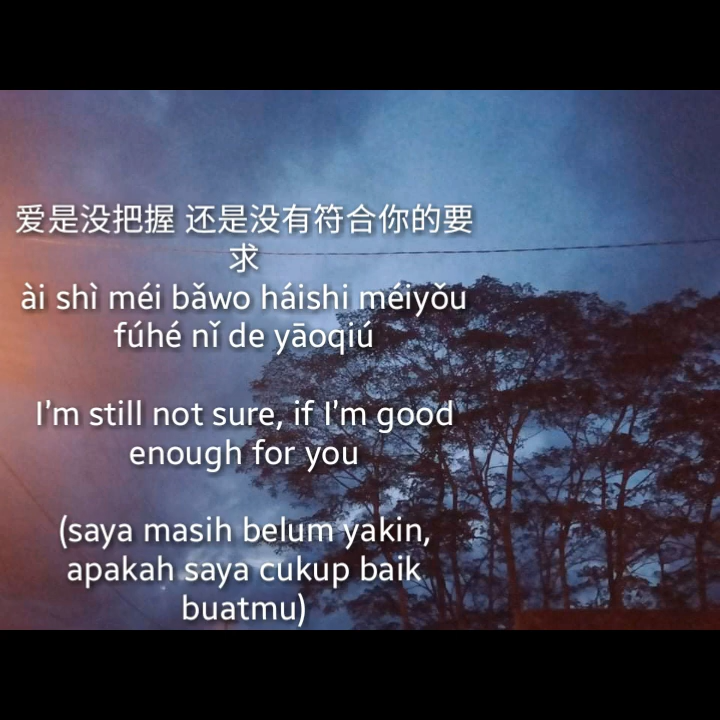 爱是没把握 还是没有符合你的要
求
ài shì méi bǎwo háishi méiyǒu
fúhé nǐ de yāoqiú
I'm still not sure, if I'm good
enough for you
(saya masih belum yakin,
apakah saya cukup baik
buatmu)